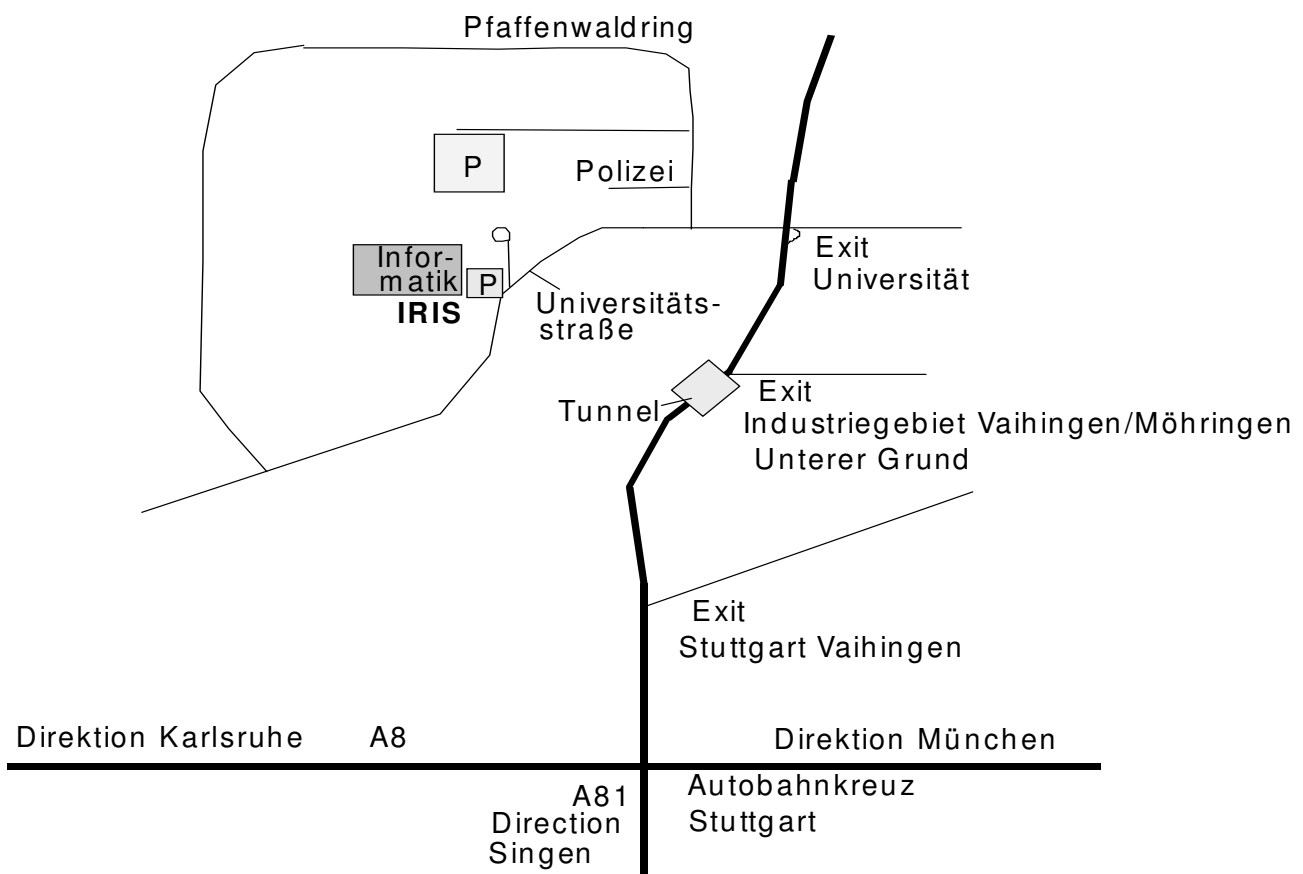 Pfaffenwaldring
P
Polizei
Exit
Universität
Infor-
matik
P
IRIS
Universitäts-
straße
Tunnel
Exit
Industriegebiet Vaihingen/Möhringen
Unterer Grund
Exit
Stuttgart Vaihingen
Direktion Karlsruhe A8
Direktion München
A81
Direction
Singen
Autobahnkreuz
Stuttgart